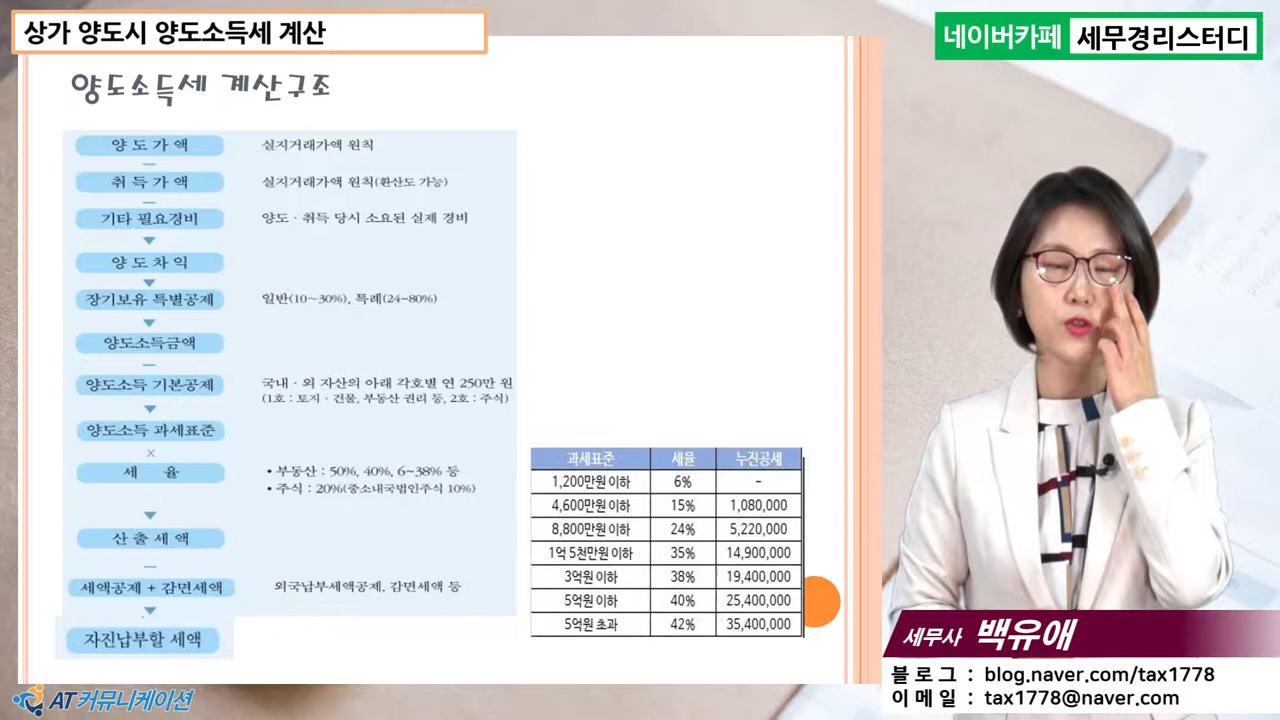 상가 양도시 양도소득세 계산
네이버카페 세무경리스터디
양도소득세 계산구조
양 도 가 액 실지거래가액 원칙
취 득 가 액 실지거래가액 원칙(환산도 가능)
기타 필요경비 양도 · 취득 당시 소요된 실제 경비
양 도 차 익
장기보유 특별공제 일반(10~30%), 특례(24~80%)
양도소득금액
양도소득 기본공제 국내 · 외 자산의 아래 각호별 연 250만 원
(1호 : 토지 · 건물, 부동산 권리 등, 2호 : 주식)
양도소득 과세표준
세 율 • 부동산 : 50%, 40%, 6~38% 등
• 주식 : 20%(중소내국법인주식 10%)
산 출 세 액
세액공제 + 감면세액 외국납부세액공제, 감면세액 등
자진납부할 세액
과세표준 세율 누진공세
1,200만원 이하 6% -
4,600만원 이하 15% 1,080,000
8,800만원 이하 24% 5,220,000
1억 5천만원 이하 35% 14,900,000
3억원 이하 38% 19,400,000
5억원 이하 40% 25,400,000
5억원 초과 42% 35,400,000
세무사 백유애
블 로 그 : blog.naver.com/tax1778
이 메 일 : tax1778@naver.com
AT커뮤니케이션